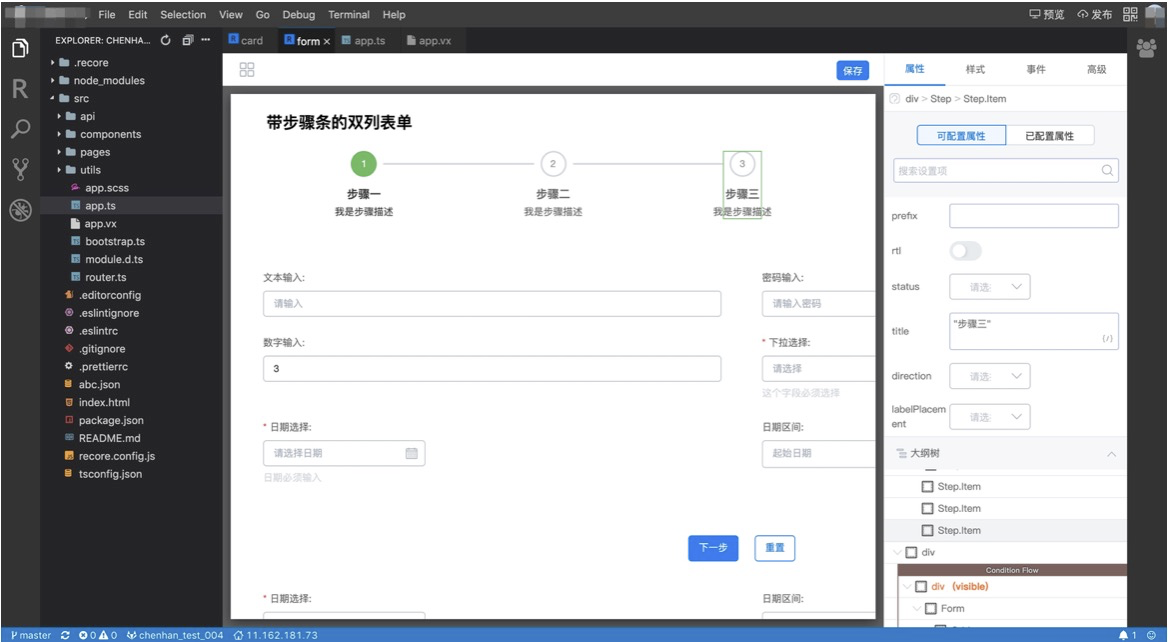 File Edit Selection View Go Debug Terminal Help
预览 发布
EXPLORER: CHENHA...
card form app.ts app.vx
.recore
node_modules
src
api
components
pages
utils
app.scss
app.ts
app.vx
bootstrap.ts
module.d.ts
router.ts
.editorconfig
.eslintignore
.eslintrc
.gitignore
.prettierrc
abc.json
index.html
package.json
README.md
recore.config.js
tsconfig.json
保存
带步骤条的双列表单
1 2 3
步骤一 步骤二 步骤三
我是步骤描述 我是步骤描述 我是步骤描述
文本输入: 密码输入:
请输入 请输入密码
数字输入: * 下拉选择:
3 请选择
这个字段必须选择
* 日期选择: 日期区间:
请选择日期 起始日期
日期必须输入
下一步 重置
* 日期选择: 日期区间:
属性 样式 事件 高级
div > Step > Step.Item
可配置属性 已配置属性
搜索设置项
prefix
rtl
status 请选
title "步骤三"
direction 请选
labelPlacem
ent 请选
大纲树
Step.Item
Step.Item
Step.Item
div
Condition Flow
div (visible)
Form
master 0 0 chenhan_test_004 11.162.181.73 1